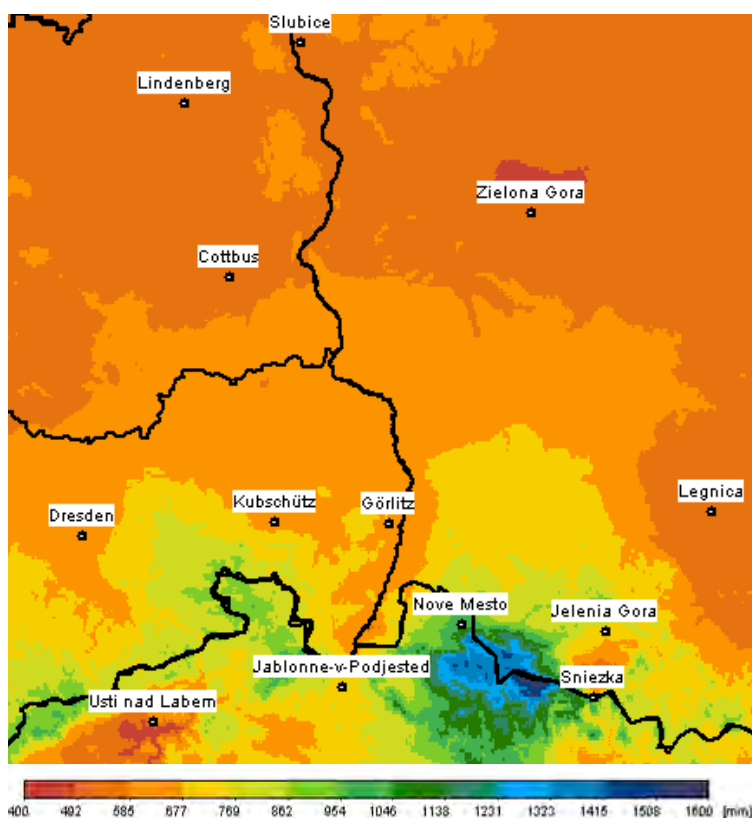 Slubice
Lindenberg
Zielona Gora
Cottbus
Legnica
Kubschütz
Görlitz
Dresden
Nove Mesto
Jelenia Gora
Jablonne-v-Podjested
Sniezka
Usti nad Labem
400 492 585 677 769 862 954 1046 1138 1231 1323 1415 1508 1600 [mm]